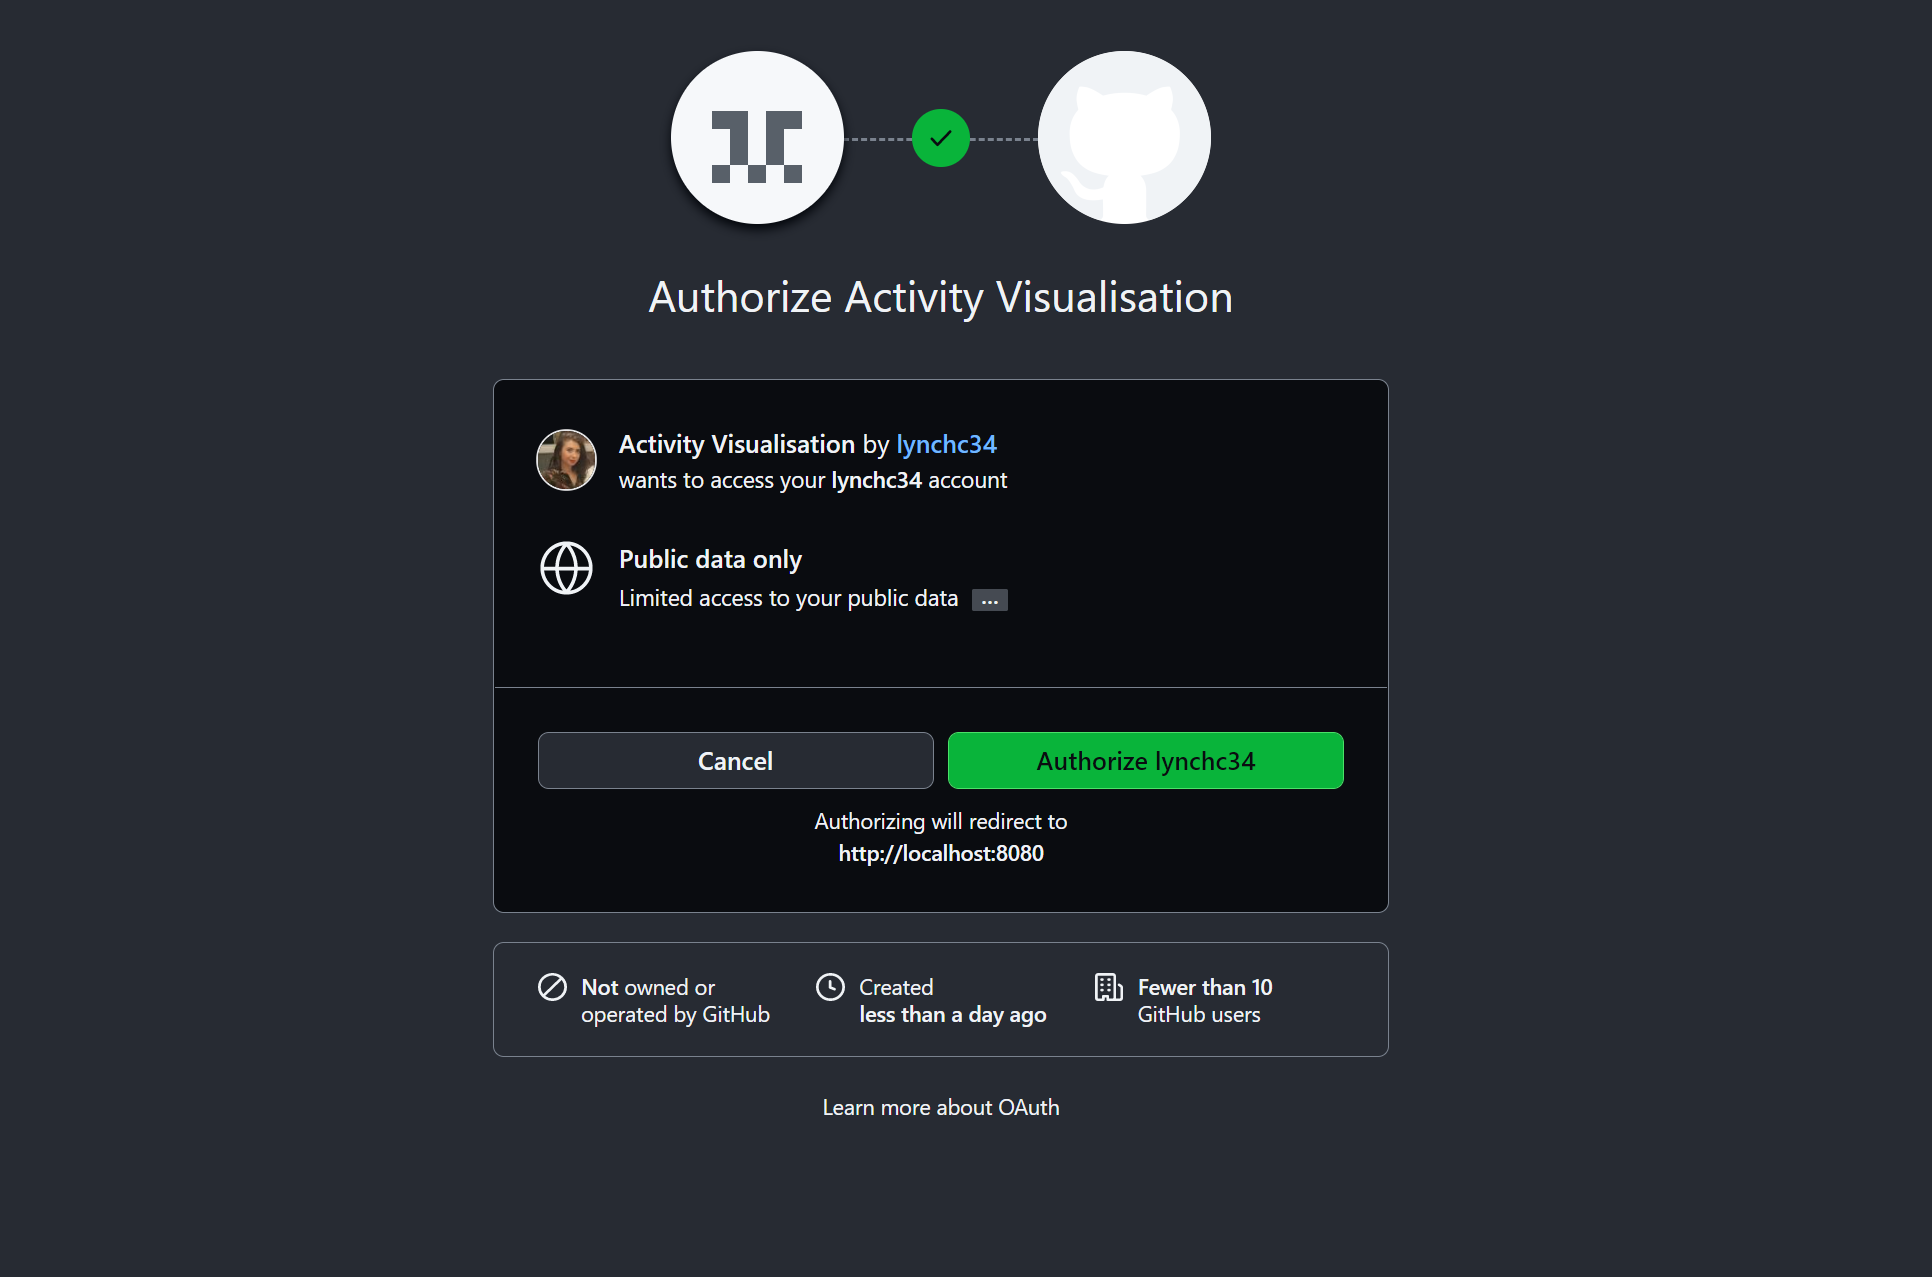 Authorize Activity Visualisation
Activity Visualisation by lynchc34
wants to access your lynchc34 account
Public data only
Limited access to your public data ...
Cancel
Authorize lynchc34
Authorizing will redirect to
http://localhost:8080
Not owned or
operated by GitHub
Created
less than a day ago
Fewer than 10
GitHub users
Learn more about OAuth